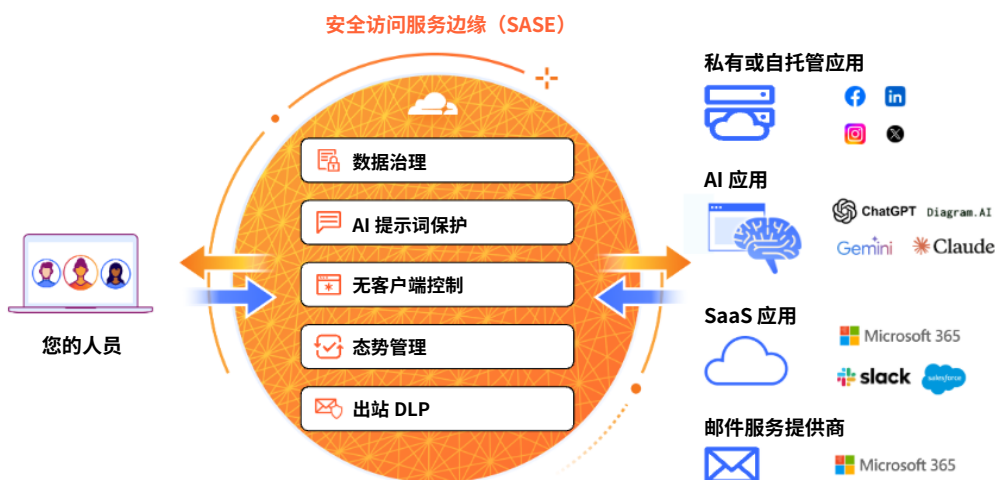 安全访问服务边缘（SASE）
数据治理
AI 提示词保护
无客户端控制
态势管理
出站 DLP
您的人员
私有或自托管应用
AI 应用
ChatGPT
Diagram.AI
Gemini
Claude
SaaS 应用
Microsoft 365
slack
salesforce
邮件服务提供商
Microsoft 365